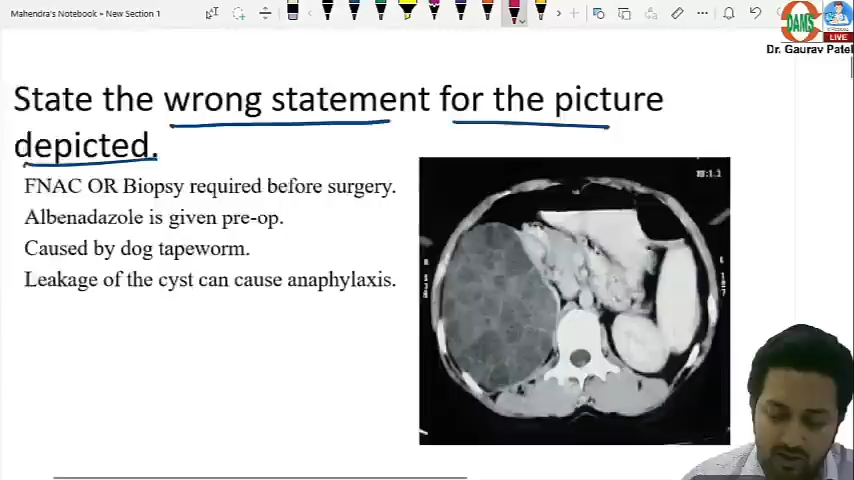 Mahendra's Notebook » New Section 1
DAMS
LIVE
Dr. Gaurav Patel
State the wrong statement for the picture
depicted.
FNAC OR Biopsy required before surgery.
Albenadazole is given pre-op.
Caused by dog tapeworm.
Leakage of the cyst can cause anaphylaxis.